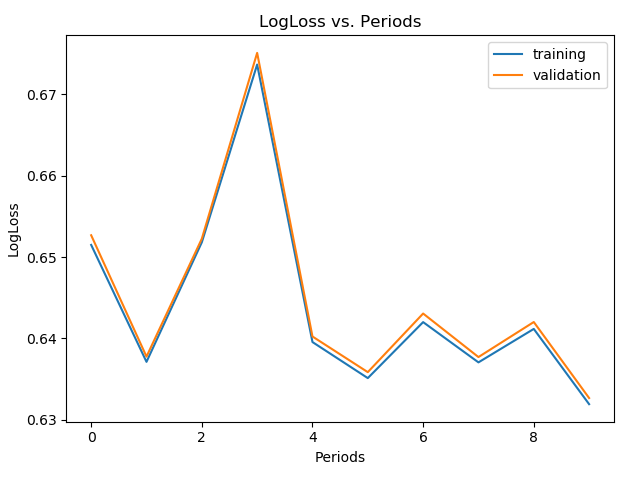 LogLoss vs. Periods
training
validation
0.67
0.66
0.65
0.64
0.63
LogLoss
0 2 4 6 8
Periods